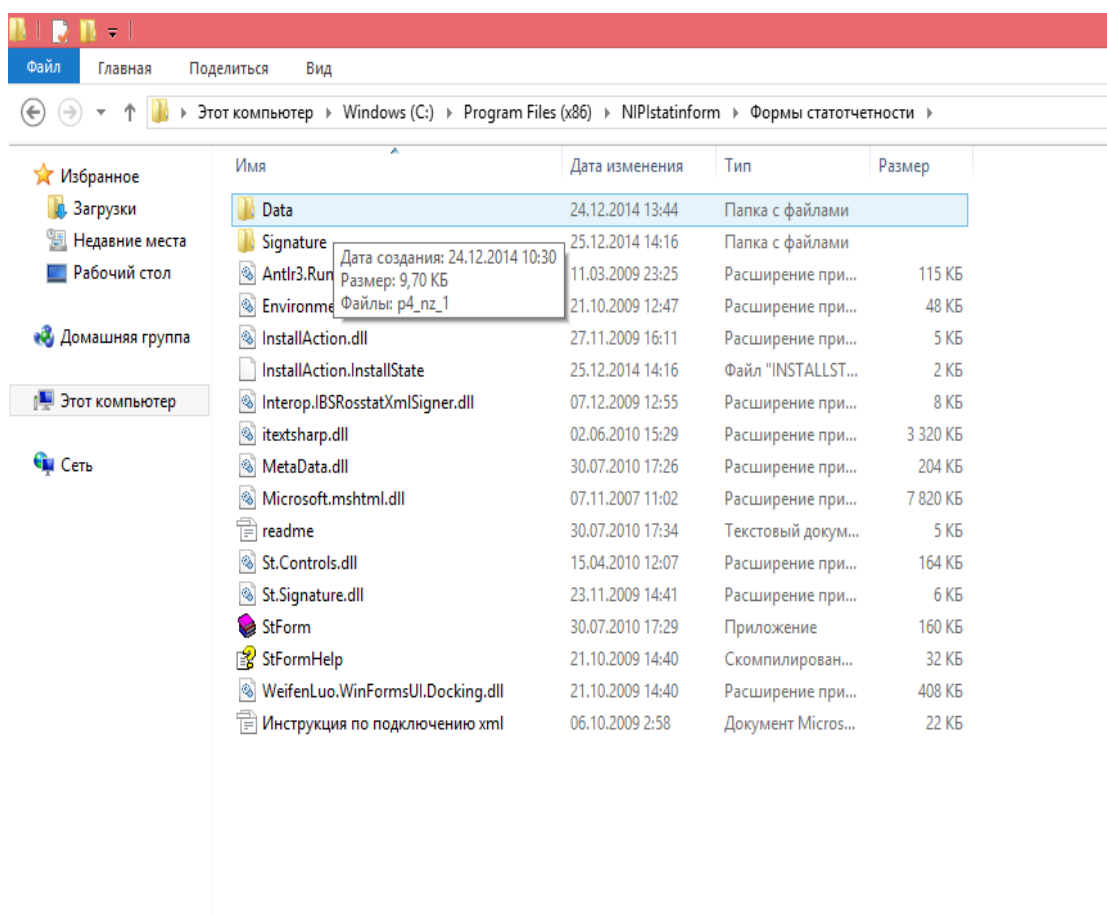 Файл Главная Поделиться Вид
Этот компьютер Windows (C:) Program Files (x86) NIPIstatinform Формы статотчетности
Избранное
Загрузки
Недавние места
Рабочий стол
Домашняя группа
Этот компьютер
Сеть
Имя Дата изменения Тип Размер
Data 24.12.2014 13:44 Папка с файлами
Signature 25.12.2014 14:16 Папка с файлами
Antlr3.Run 11.03.2009 23:25 Расширение при... 115 КБ
Environme 21.10.2009 12:47 Расширение при... 48 КБ
Дата создания: 24.12.2014 10:30
Размер: 9,70 КБ
Файлы: p4_nz_1
InstallAction.dll 27.11.2009 16:11 Расширение при... 5 КБ
InstallAction.InstallState 25.12.2014 14:16 Файл "INSTALLST... 2 КБ
Interop.IBSRosstatXmlSigner.dll 07.12.2009 12:55 Расширение при... 8 КБ
itextsharp.dll 02.06.2010 15:29 Расширение при... 3 320 КБ
MetaData.dll 30.07.2010 17:26 Расширение при... 204 КБ
Microsoft.mshtml.dll 07.11.2007 11:02 Расширение при... 7 820 КБ
readme 30.07.2010 17:34 Текстовый докум... 5 КБ
St.Controls.dll 15.04.2010 12:07 Расширение при... 164 КБ
St.Signature.dll 23.11.2009 14:41 Расширение при... 6 КБ
StForm 30.07.2010 17:29 Приложение 160 КБ
StFormHelp 21.10.2009 14:40 Скомпилирован... 32 КБ
WeifenLuo.WinFormsUI.Docking.dll 21.10.2009 14:40 Расширение при... 408 КБ
Инструкция по подключению xml 06.10.2009 2:58 Документ Micros... 22 КБ